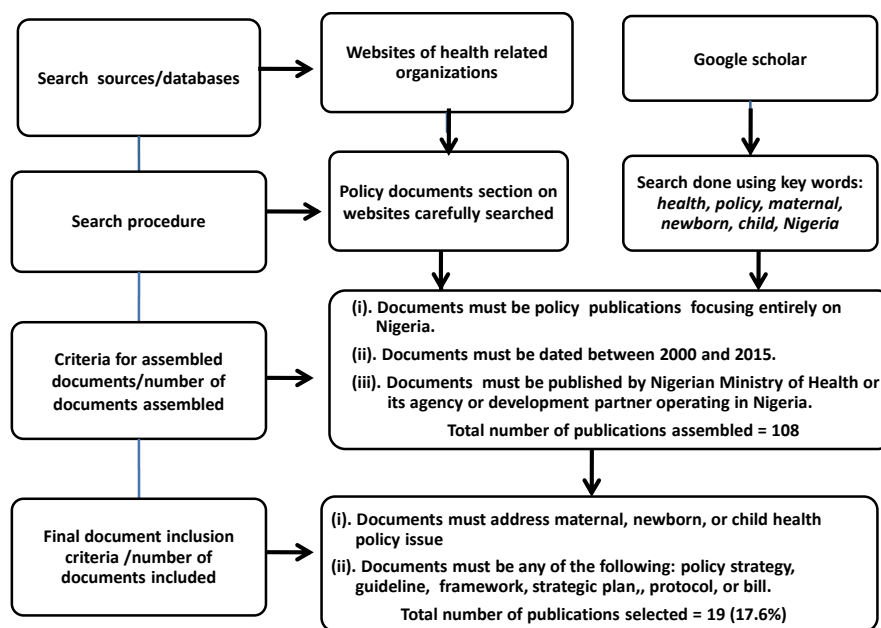 Search sources/databases
Websites of health related
organizations
Google scholar
Search procedure
Policy documents section on
websites carefully searched
Search done using key words:
health, policy, maternal,
newborn, child, Nigeria
Criteria for assembled
documents/number of
documents assembled
(i). Documents must be policy publications focusing entirely on
Nigeria.
(ii). Documents must be dated between 2000 and 2015.
(iii). Documents must be published by Nigerian Ministry of Health or
its agency or development partner operating in Nigeria.
Total number of publications assembled = 108
Final document inclusion
criteria /number of
documents included
(i). Documents must address maternal, newborn, or child health
policy issue
(ii). Documents must be any of the following: policy strategy,
guideline, framework, strategic plan,, protocol, or bill.
Total number of publications selected = 19 (17.6%)